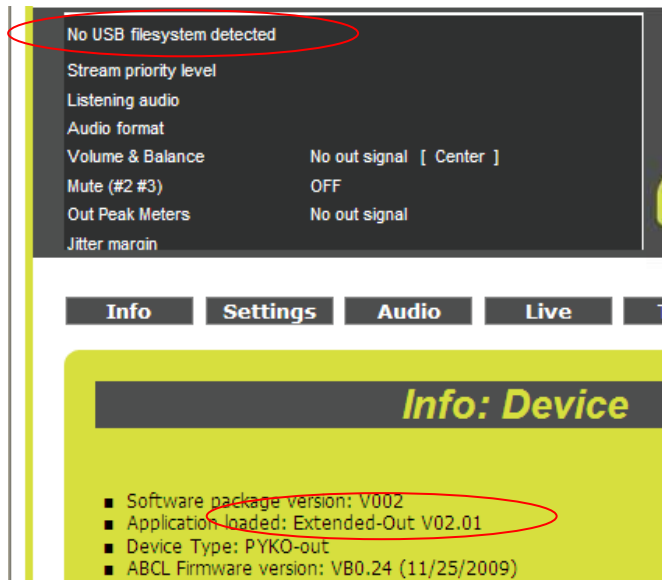 No USB filesystem detected
Stream priority level
Listening audio
Audio format
Volume & Balance No out signal [ Center ]
Mute (#2 #3) OFF
Out Peak Meters No out signal
Jitter margin
Info Settings Audio Live
Info: Device
Software package version: V002
Application loaded: Extended-Out V02.01
Device Type: PYKO-out
ABCL Firmware version: VB0.24 (11/25/2009)